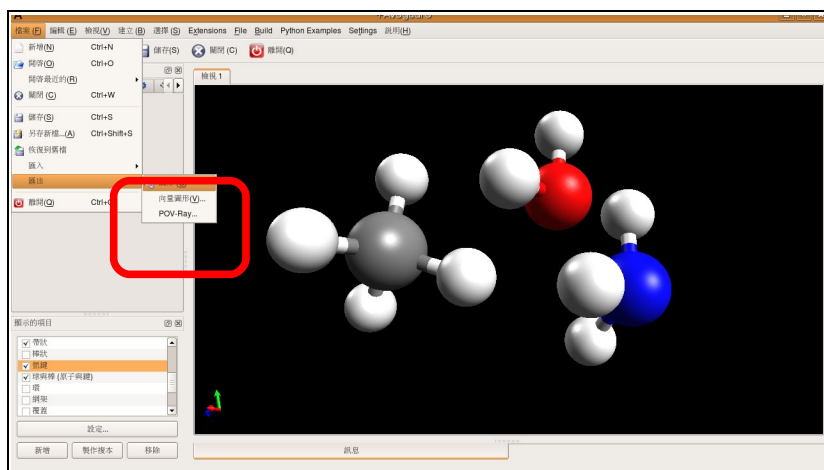 檔案 (F) 編輯 (E) 檢視(V) 建立 (B) 選擇 (S) Extensions File Build Python Examples Settings 說明(H)
新增(N) Ctrl+N
開啓(O) Ctrl+O
儲存(S) 關閉 (C) 離開(Q)
開啓最近的(R)
關閉 (C) Ctrl+W
檢視 1
儲存(S) Ctrl+S
另存新檔...(A) Ctrl+Shift+S
恢復到舊檔
匯入
匯出
向量圖形(V)...
POV-Ray...
離開(Q)
顯示的項目
帶狀
棒狀
氫鍵
球與棒 (原子與鍵)
環
網架
覆蓋
設定...
新增 製作複本 移除
訊息